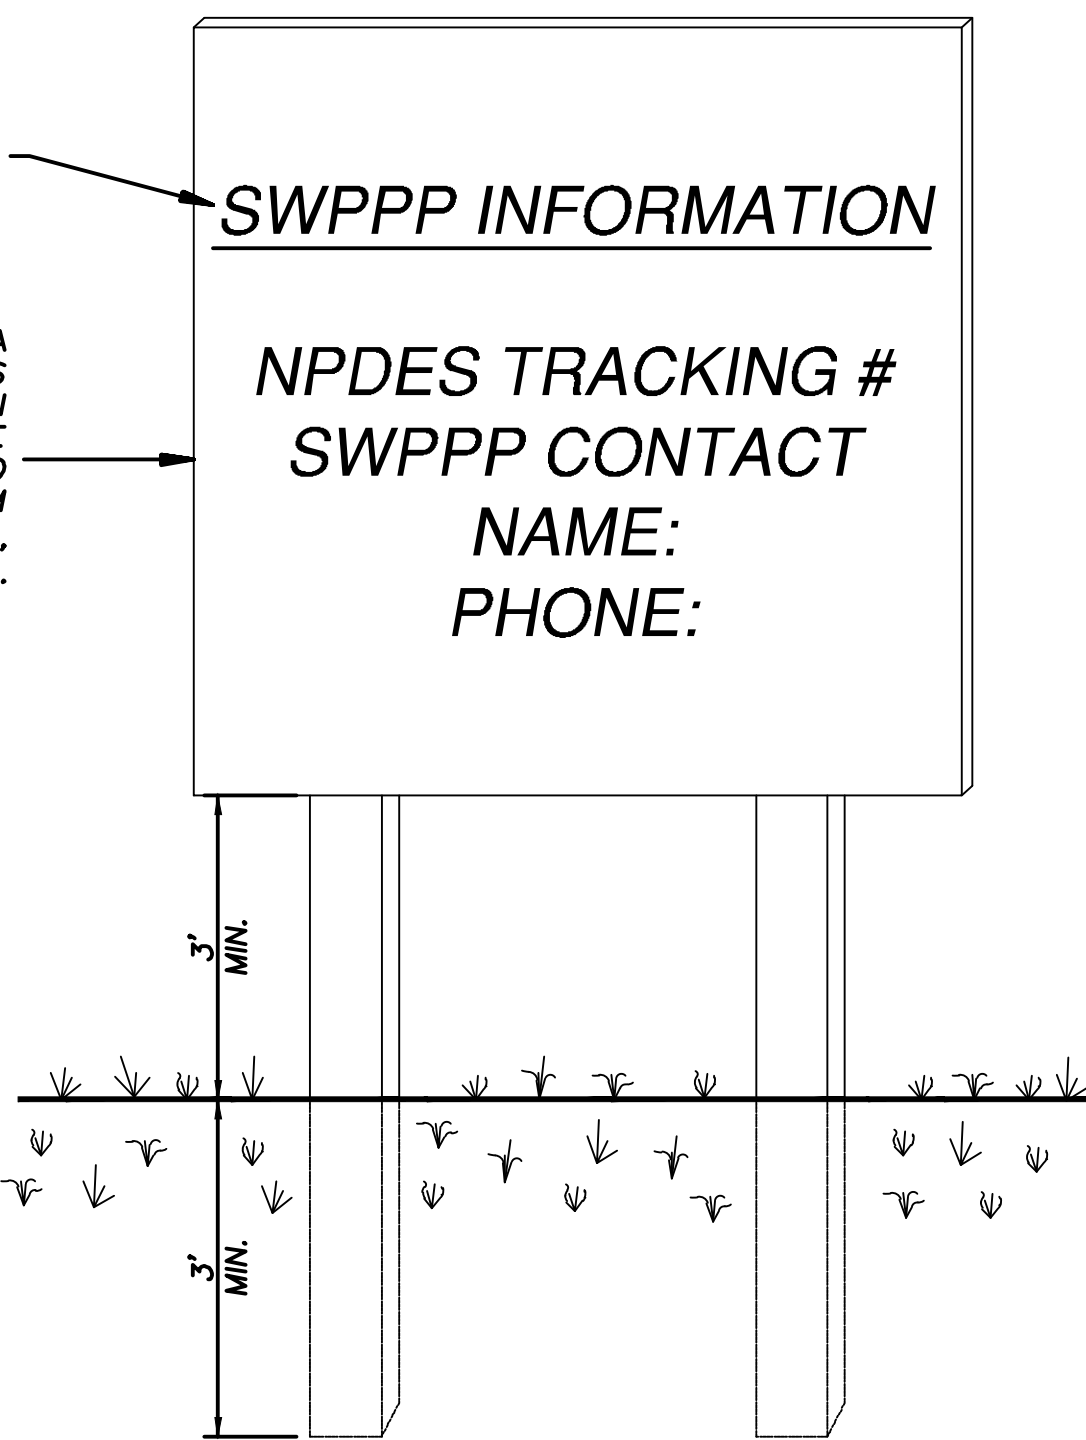 SWPPP INFORMATION
NPDES TRACKING #
SWPPP CONTACT
NAME:
PHONE:
3'
MIN.
3'
MIN.